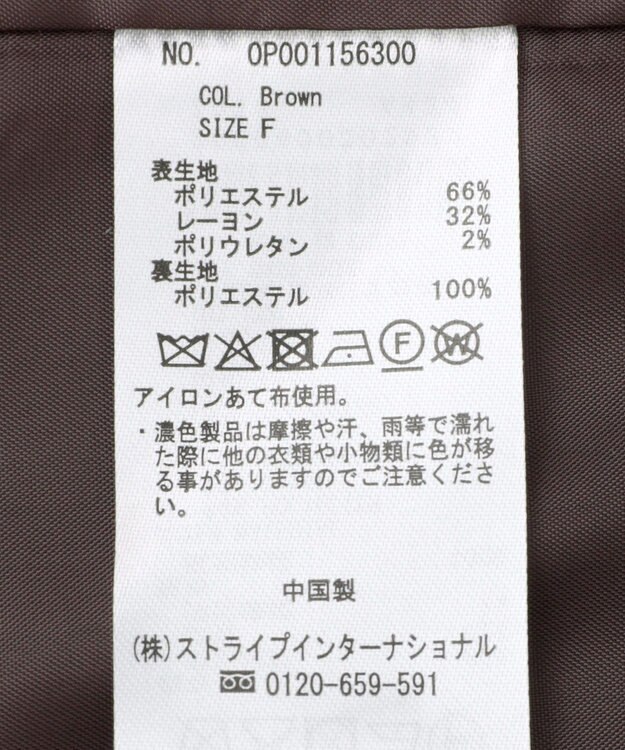 NO. 0P001156300
COL. Brown
SIZE F
表生地
ポリエステル 66%
レーヨン 32%
ポリウレタン 2%
裏生地
ポリエステル 100%
F W
アイロンあて布使用。
・濃色製品は摩擦や汗、雨等で濡れ
た際に他の衣類や小物類に色が移
る事がありますのでご注意くださ
い。
中国製
(株)ストライプインターナショナル
0120-659-591